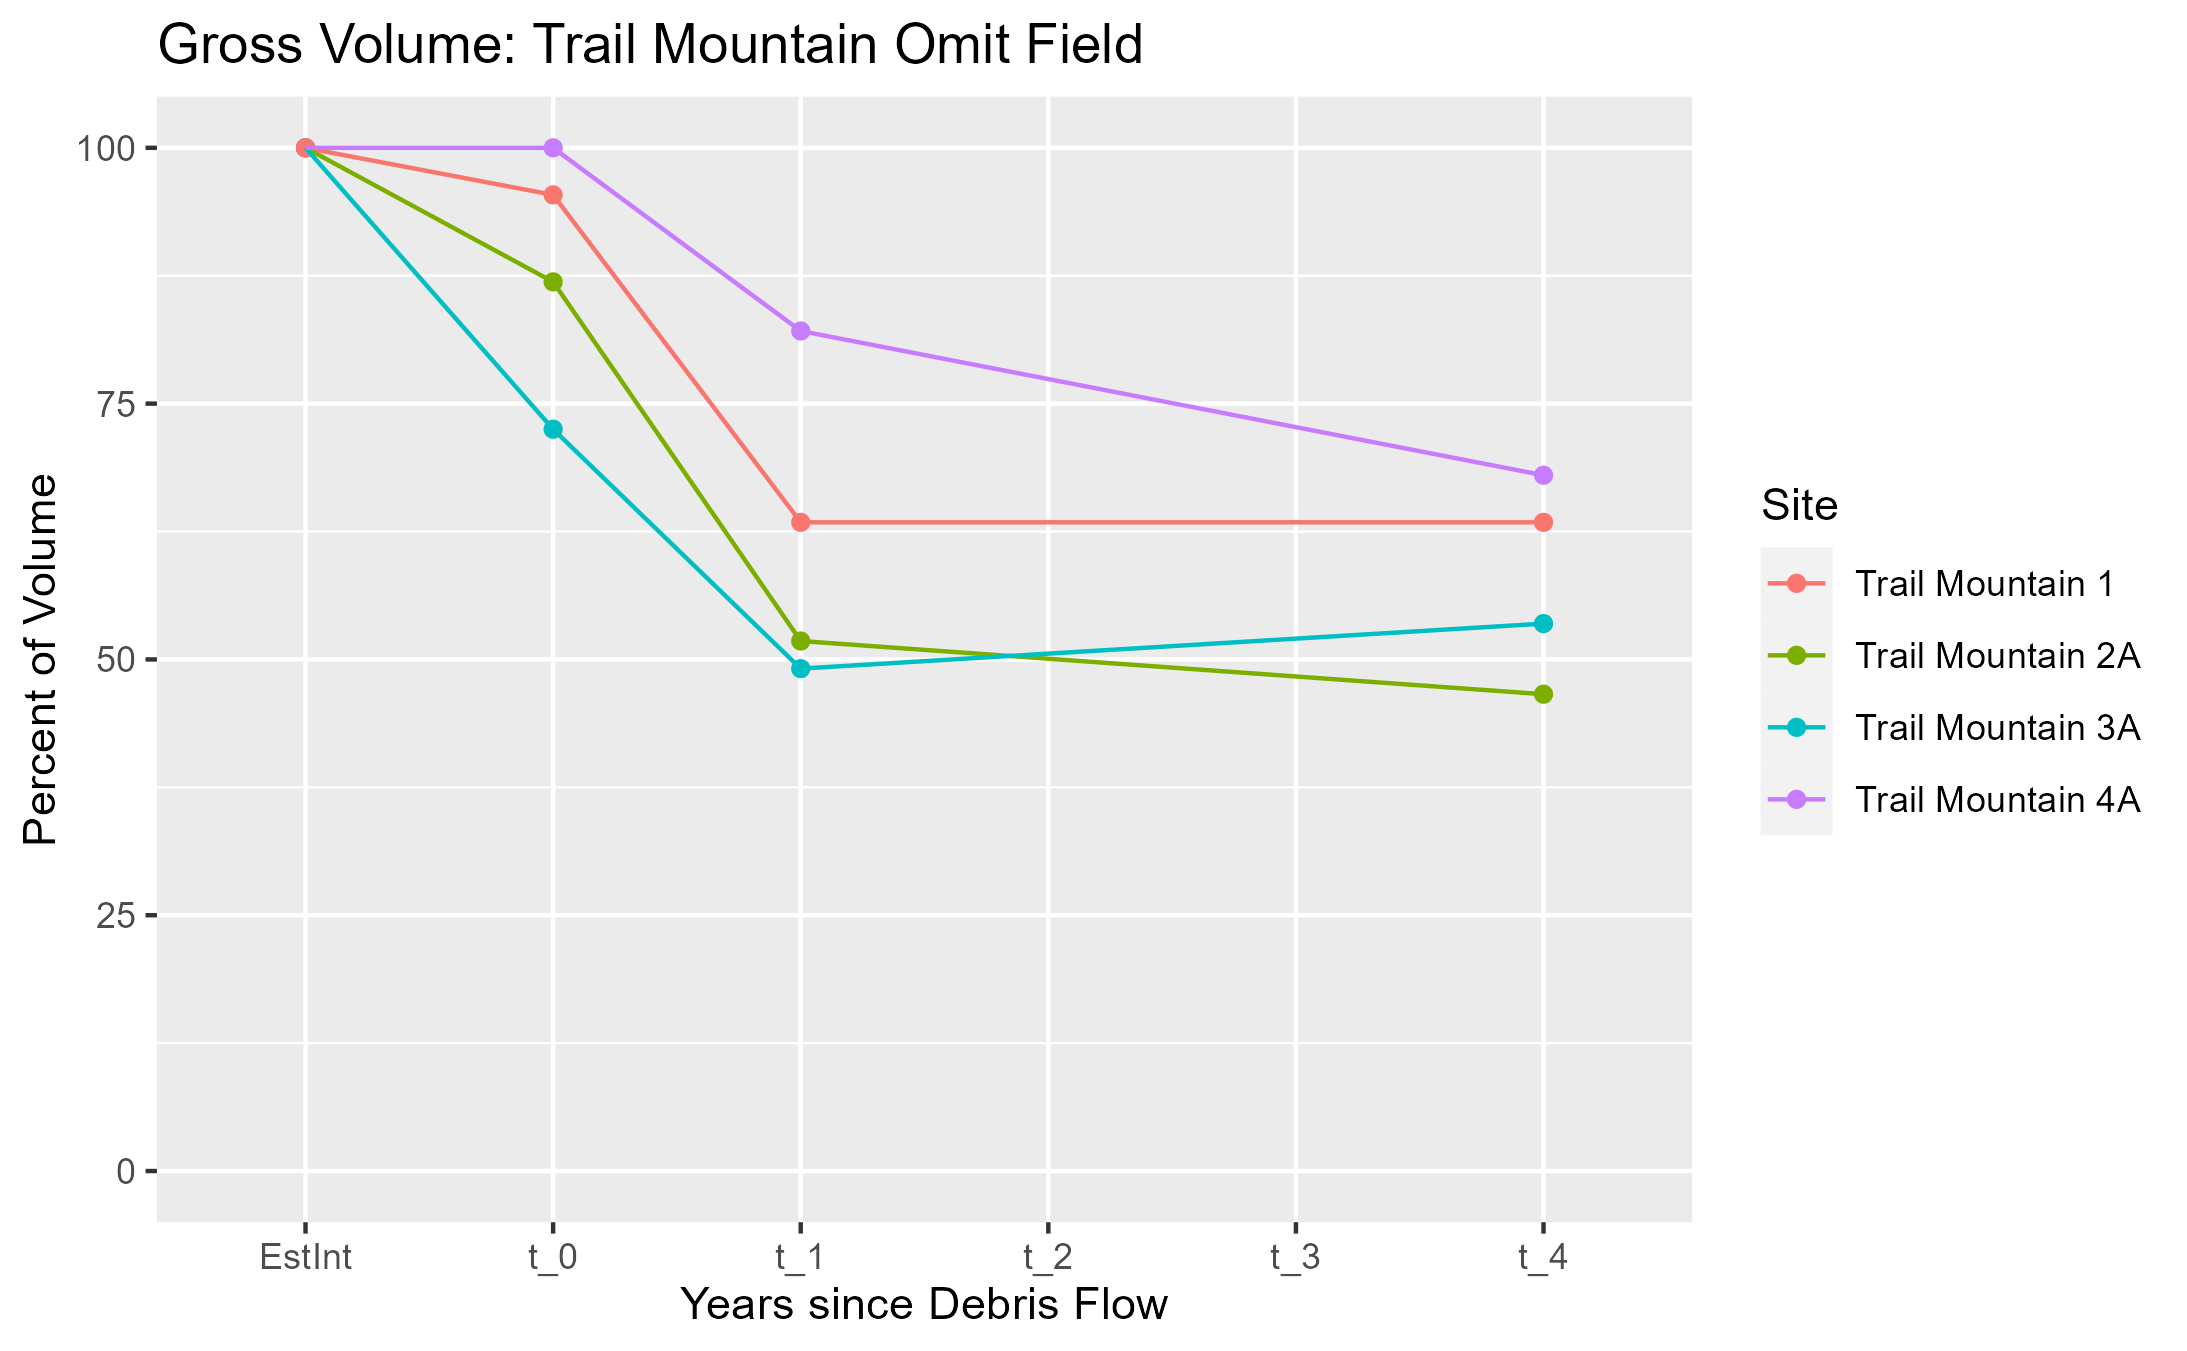 Gross Volume: Trail Mountain Omit Field
Percent of Volume
100
75
50
25
0
EstInt t_0 t_1 t_2 t_3 t_4
Years since Debris Flow
Site
Trail Mountain 1
Trail Mountain 2A
Trail Mountain 3A
Trail Mountain 4A